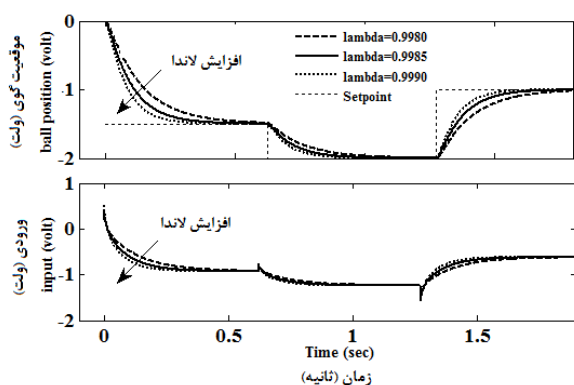 موقعیت گوی (ولت)
ball position (volt)
0
-1
-2
lambda=0.9980
lambda=0.9985
lambda=0.9990
Setpoint
افزایش لاندا
ورودی (ولت)
input (volt)
1
0
-1
-2
افزایش لاندا
0
0.5
1
1.5
Time (sec)
زمان (ثانیه)